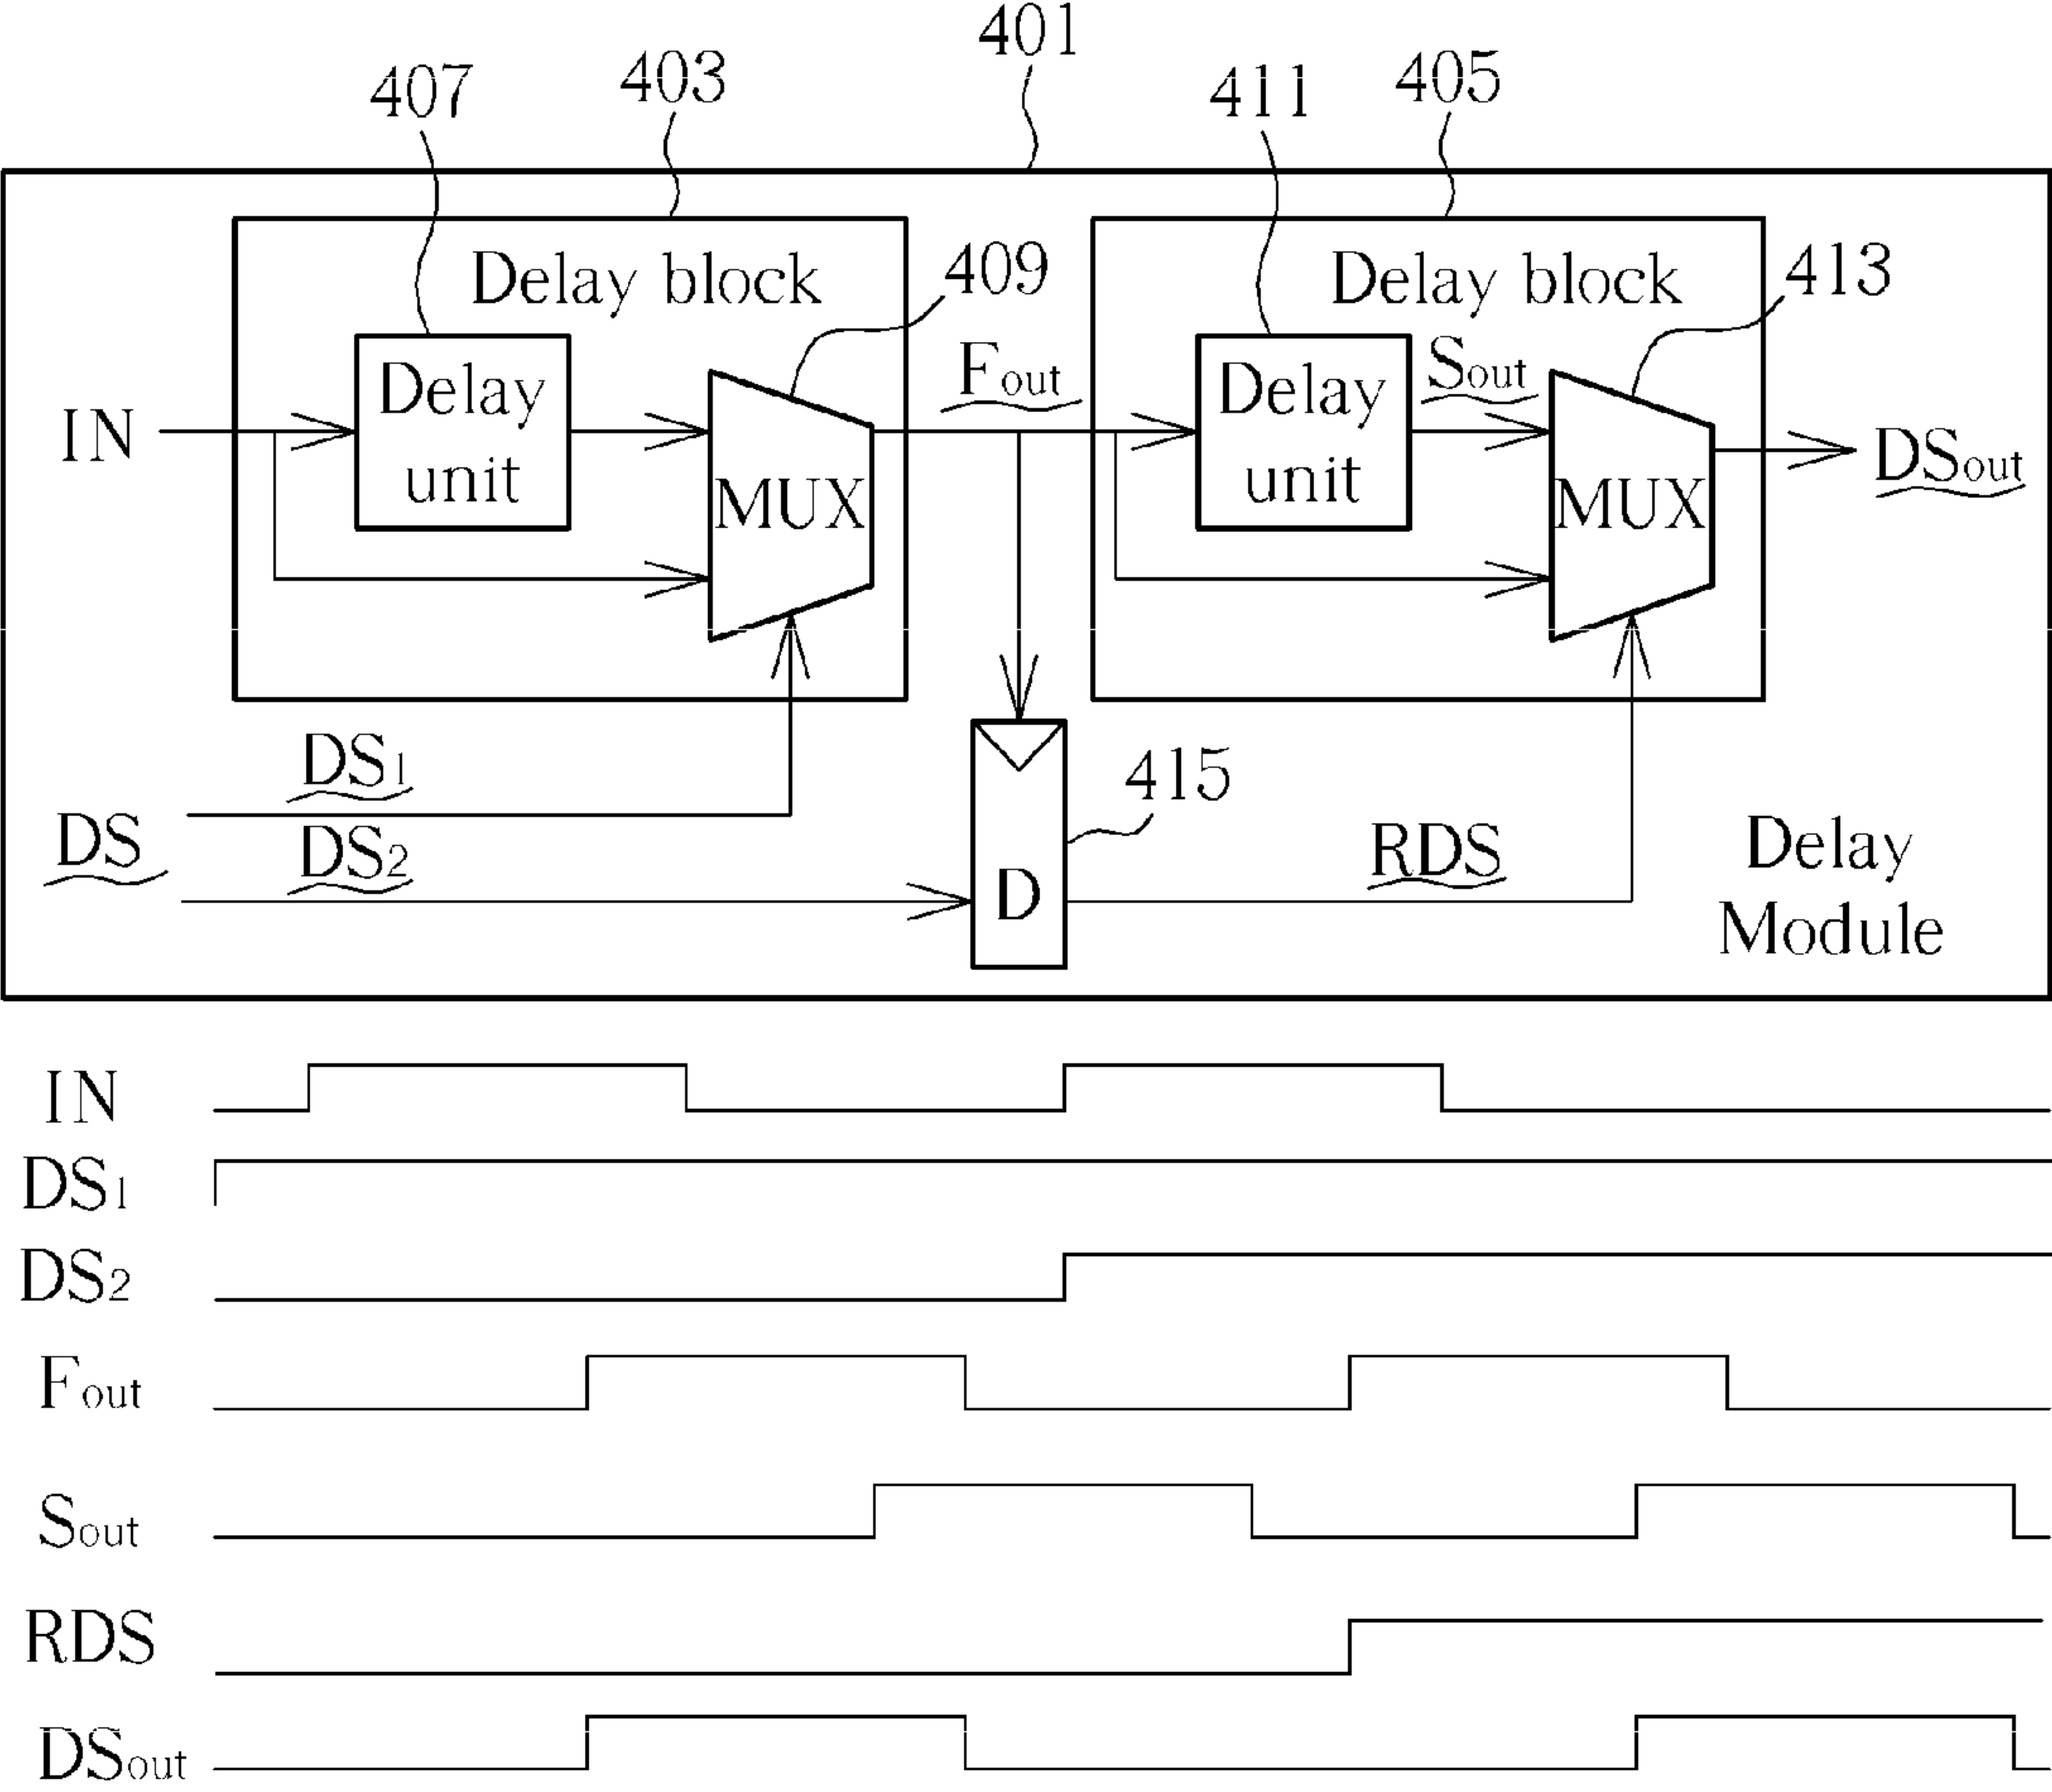 401
407
403
411
405
Delay block
409
Delay block
413
Fout
Sout
IN
Delay
unit
MUX
Delay
unit
MUX
DSout
DS1
415
DS
DS2
D
RDS
Delay
Module
IN
DS1
DS2
Fout
Sout
RDS
DSout